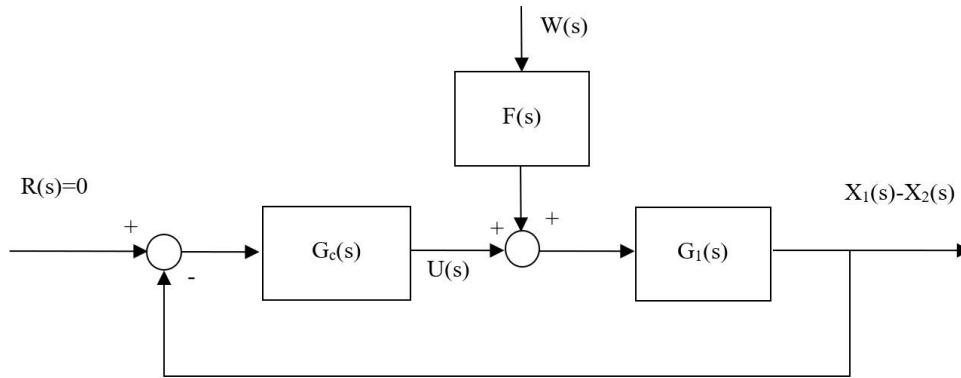 W(s)
F(s)
R(s)=0
X₁(s)-X₂(s)
+
+
+
G꜀(s)
G₁(s)
-
U(s)